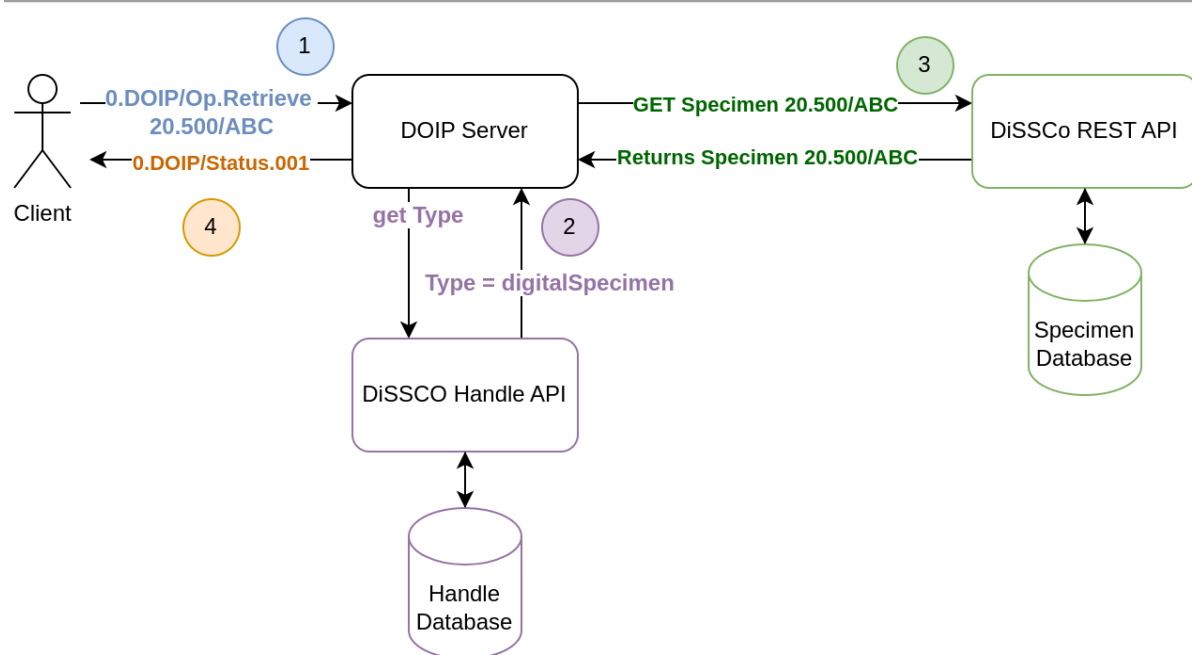 1
3
0.DOIP/Op.Retrieve
20.500/ABC
DOIP Server
GET Specimen 20.500/ABC
DiSSCo REST API
0.DOIP/Status.001
Returns Specimen 20.500/ABC
Client
4
get Type
2
Type = digitalSpecimen
Specimen
Database
DiSSCO Handle API
Handle
Database